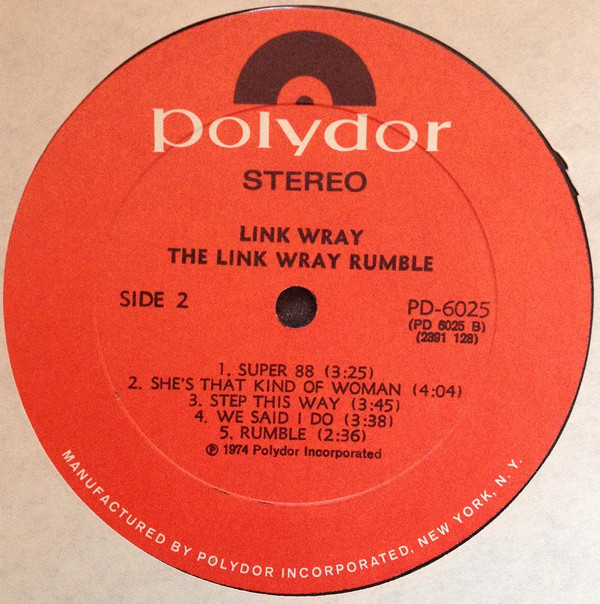 polydor
STEREO
LINK WRAY
THE LINK WRAY RUMBLE
SIDE 2
PD-6025
(PD 6025 B)
(2391 128)
1. SUPER 88 (3:25)
2. SHE'S THAT KIND OF WOMAN (4:04)
3. STEP THIS WAY (3:45)
4. WE SAID I DO (3:38)
5. RUMBLE (2:36)
℗ 1974 Polydor Incorporated
MANUFACTURED BY POLYDOR INCORPORATED, NEW YORK, N. Y.